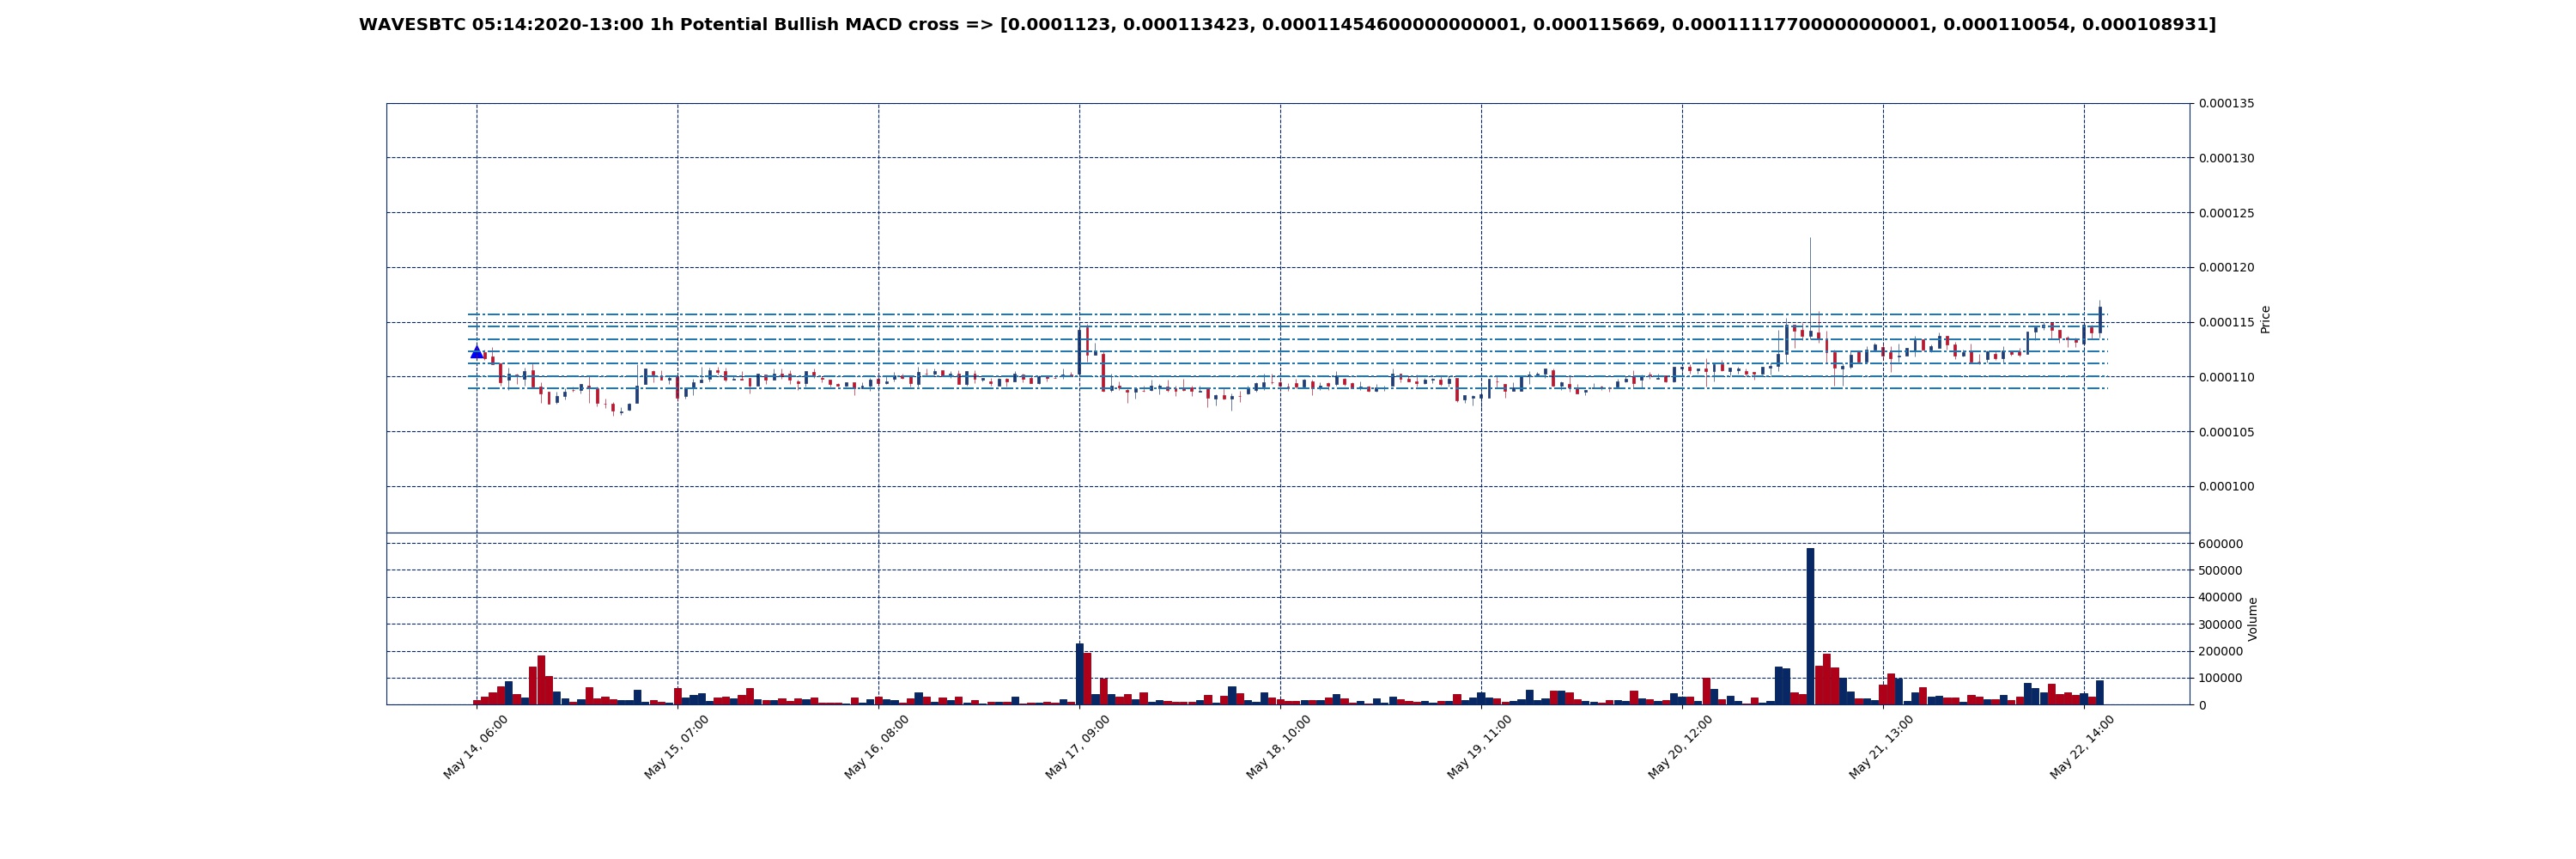 WAVESBTC 05:14:2020-13:00 1h Potential Bullish MACD cross => [0.0001123, 0.000113423, 0.00011454600000000001, 0.000115669, 0.00011117700000000001, 0.000110054, 0.000108931]
0.000135
0.000130
0.000125
0.000120
0.000115
0.000110
0.000105
0.000100
Price
600000
500000
400000
300000
200000
100000
0
Volume
May 14, 06:00
May 15, 07:00
May 16, 08:00
May 17, 09:00
May 18, 10:00
May 19, 11:00
May 20, 12:00
May 21, 13:00
May 22, 14:00